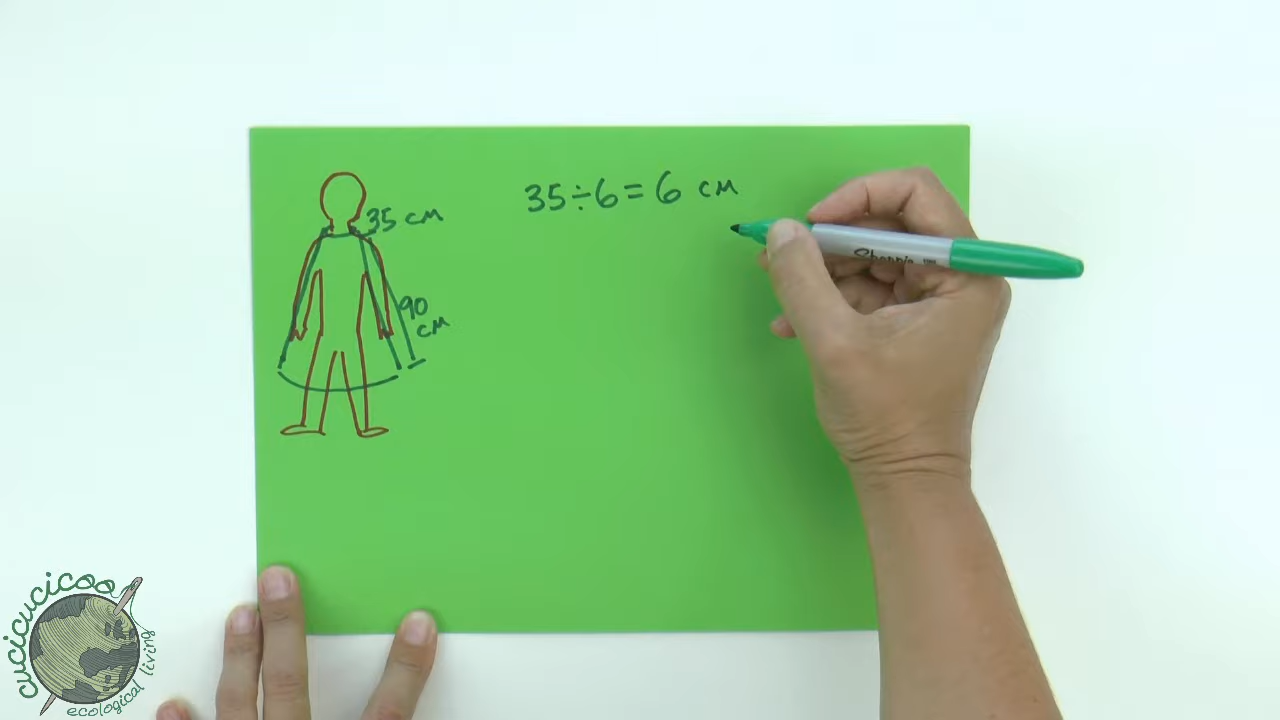 35 cm
90
cm
35÷6=6 cm
Sharpie
cucicucicoo
ecological living